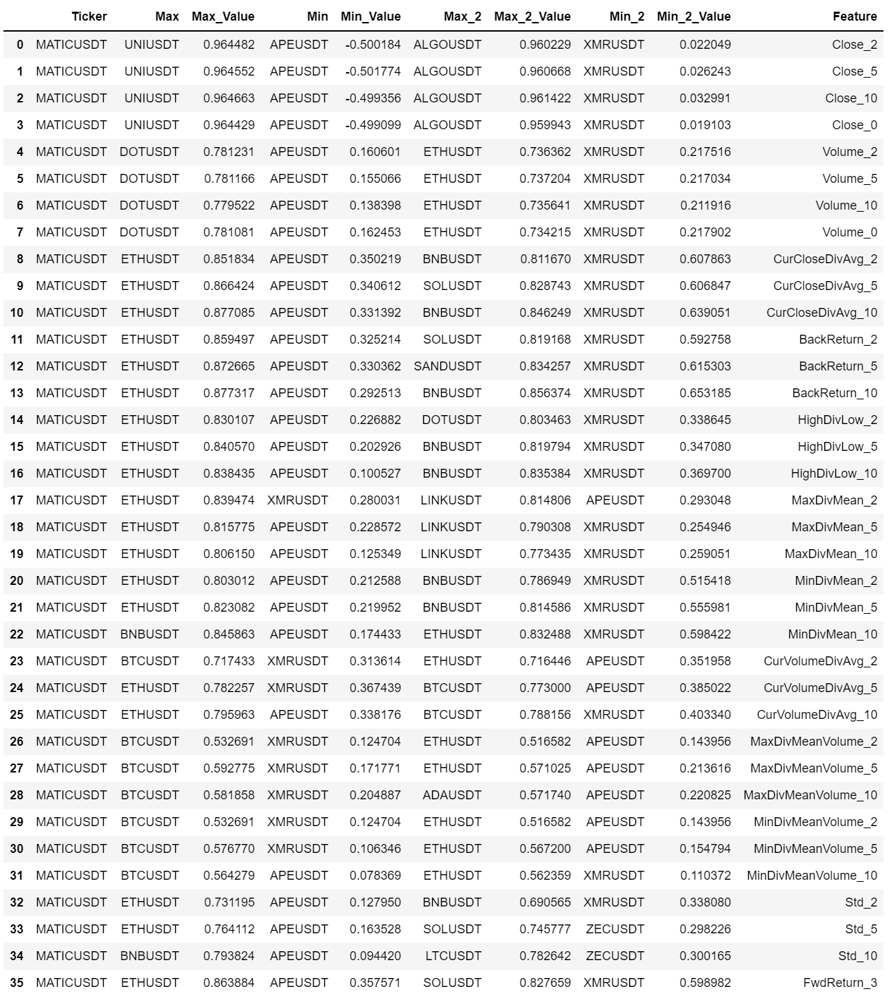 Ticker Max Max_Value Min Min_Value Max_2 Max_2_Value Min_2 Min_2_Value Feature
0 MATICUSDT UNIUSDT 0.964482 APEUSDT -0.500184 ALGOUSDT 0.960229 XMRUSDT 0.022049 Close_2
1 MATICUSDT UNIUSDT 0.964552 APEUSDT -0.501774 ALGOUSDT 0.960668 XMRUSDT 0.026243 Close_5
2 MATICUSDT UNIUSDT 0.964663 APEUSDT -0.499356 ALGOUSDT 0.961422 XMRUSDT 0.032991 Close_10
3 MATICUSDT UNIUSDT 0.964429 APEUSDT -0.499099 ALGOUSDT 0.959943 XMRUSDT 0.019103 Close_0
4 MATICUSDT DOTUSDT 0.781231 APEUSDT 0.160601 ETHUSDT 0.736362 XMRUSDT 0.217516 Volume_2
5 MATICUSDT DOTUSDT 0.781166 APEUSDT 0.155066 ETHUSDT 0.737204 XMRUSDT 0.217034 Volume_5
6 MATICUSDT DOTUSDT 0.779522 APEUSDT 0.138398 ETHUSDT 0.735641 XMRUSDT 0.211916 Volume_10
7 MATICUSDT DOTUSDT 0.781081 APEUSDT 0.162453 ETHUSDT 0.734215 XMRUSDT 0.217902 Volume_0
8 MATICUSDT ETHUSDT 0.851834 APEUSDT 0.350219 BNBUSDT 0.811670 XMRUSDT 0.607863 CurCloseDivAvg_2
9 MATICUSDT ETHUSDT 0.866424 APEUSDT 0.340612 SOLUSDT 0.828743 XMRUSDT 0.606847 CurCloseDivAvg_5
10 MATICUSDT ETHUSDT 0.877085 APEUSDT 0.331392 BNBUSDT 0.846249 XMRUSDT 0.639051 CurCloseDivAvg_10
11 MATICUSDT ETHUSDT 0.859497 APEUSDT 0.325214 SOLUSDT 0.819168 XMRUSDT 0.592758 BackReturn_2
12 MATICUSDT ETHUSDT 0.872665 APEUSDT 0.330362 SANDUSDT 0.834257 XMRUSDT 0.615303 BackReturn_5
13 MATICUSDT ETHUSDT 0.877317 APEUSDT 0.292513 BNBUSDT 0.856374 XMRUSDT 0.653185 BackReturn_10
14 MATICUSDT ETHUSDT 0.830107 APEUSDT 0.226882 DOTUSDT 0.803463 XMRUSDT 0.338645 HighDivLow_2
15 MATICUSDT ETHUSDT 0.840570 APEUSDT 0.202926 BNBUSDT 0.819794 XMRUSDT 0.347080 HighDivLow_5
16 MATICUSDT ETHUSDT 0.838435 APEUSDT 0.100527 BNBUSDT 0.835384 XMRUSDT 0.369700 HighDivLow_10
17 MATICUSDT ETHUSDT 0.839474 XMRUSDT 0.280031 LINKUSDT 0.814806 APEUSDT 0.293048 MaxDivMean_2
18 MATICUSDT ETHUSDT 0.815775 APEUSDT 0.228572 LINKUSDT 0.790308 XMRUSDT 0.254946 MaxDivMean_5
19 MATICUSDT ETHUSDT 0.806150 APEUSDT 0.125349 LINKUSDT 0.773435 XMRUSDT 0.259051 MaxDivMean_10
20 MATICUSDT ETHUSDT 0.803012 APEUSDT 0.212588 BNBUSDT 0.786949 XMRUSDT 0.515418 MinDivMean_2
21 MATICUSDT ETHUSDT 0.823082 APEUSDT 0.219952 BNBUSDT 0.814586 XMRUSDT 0.555981 MinDivMean_5
22 MATICUSDT BNBUSDT 0.845863 APEUSDT 0.174433 ETHUSDT 0.832488 XMRUSDT 0.598422 MinDivMean_10
23 MATICUSDT BTCUSDT 0.717433 XMRUSDT 0.313614 ETHUSDT 0.716446 APEUSDT 0.351958 CurVolumeDivAvg_2
24 MATICUSDT ETHUSDT 0.782257 XMRUSDT 0.367439 BTCUSDT 0.773000 APEUSDT 0.385022 CurVolumeDivAvg_5
25 MATICUSDT ETHUSDT 0.795963 APEUSDT 0.338176 BTCUSDT 0.788156 XMRUSDT 0.403340 CurVolumeDivAvg_10
26 MATICUSDT BTCUSDT 0.532691 XMRUSDT 0.124704 ETHUSDT 0.516582 APEUSDT 0.143956 MaxDivMeanVolume_2
27 MATICUSDT BTCUSDT 0.592775 XMRUSDT 0.171771 ETHUSDT 0.571025 APEUSDT 0.213616 MaxDivMeanVolume_5
28 MATICUSDT BTCUSDT 0.581858 XMRUSDT 0.204887 ADAUSDT 0.571740 APEUSDT 0.220825 MaxDivMeanVolume_10
29 MATICUSDT BTCUSDT 0.532691 XMRUSDT 0.124704 ETHUSDT 0.516582 APEUSDT 0.143956 MinDivMeanVolume_2
30 MATICUSDT BTCUSDT 0.576770 XMRUSDT 0.106346 ETHUSDT 0.567200 APEUSDT 0.154794 MinDivMeanVolume_5
31 MATICUSDT BTCUSDT 0.564279 APEUSDT 0.078369 ETHUSDT 0.562359 XMRUSDT 0.110372 MinDivMeanVolume_10
32 MATICUSDT ETHUSDT 0.731195 APEUSDT 0.127950 BNBUSDT 0.690565 XMRUSDT 0.338080 Std_2
33 MATICUSDT ETHUSDT 0.764112 APEUSDT 0.163528 SOLUSDT 0.745777 ZECUSDT 0.298226 Std_5
34 MATICUSDT BNBUSDT 0.793824 APEUSDT 0.094420 LTCUSDT 0.782642 ZECUSDT 0.300165 Std_10
35 MATICUSDT ETHUSDT 0.863884 APEUSDT 0.357571 SOLUSDT 0.827659 XMRUSDT 0.598982 FwdReturn_3